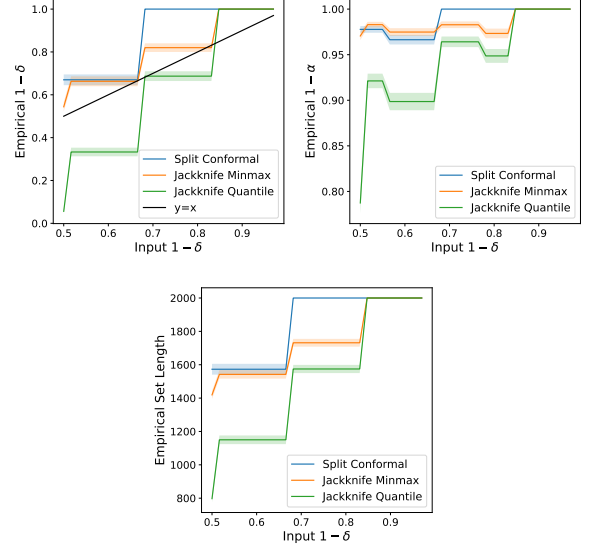 Empirical 1 − δ
1.0
0.8
0.6
0.4
0.2
0.0
Split Conformal
Jackknife Minmax
Jackknife Quantile
y=x
0.5 0.6 0.7 0.8 0.9
Input 1 − δ
Empirical 1 − α
1.00
0.95
0.90
0.85
0.80
Split Conformal
Jackknife Minmax
Jackknife Quantile
0.5 0.6 0.7 0.8 0.9
Input 1 − δ
Empirical Set Length
2000
1800
1600
1400
1200
1000
800
Split Conformal
Jackknife Minmax
Jackknife Quantile
0.5 0.6 0.7 0.8 0.9
Input 1 − δ